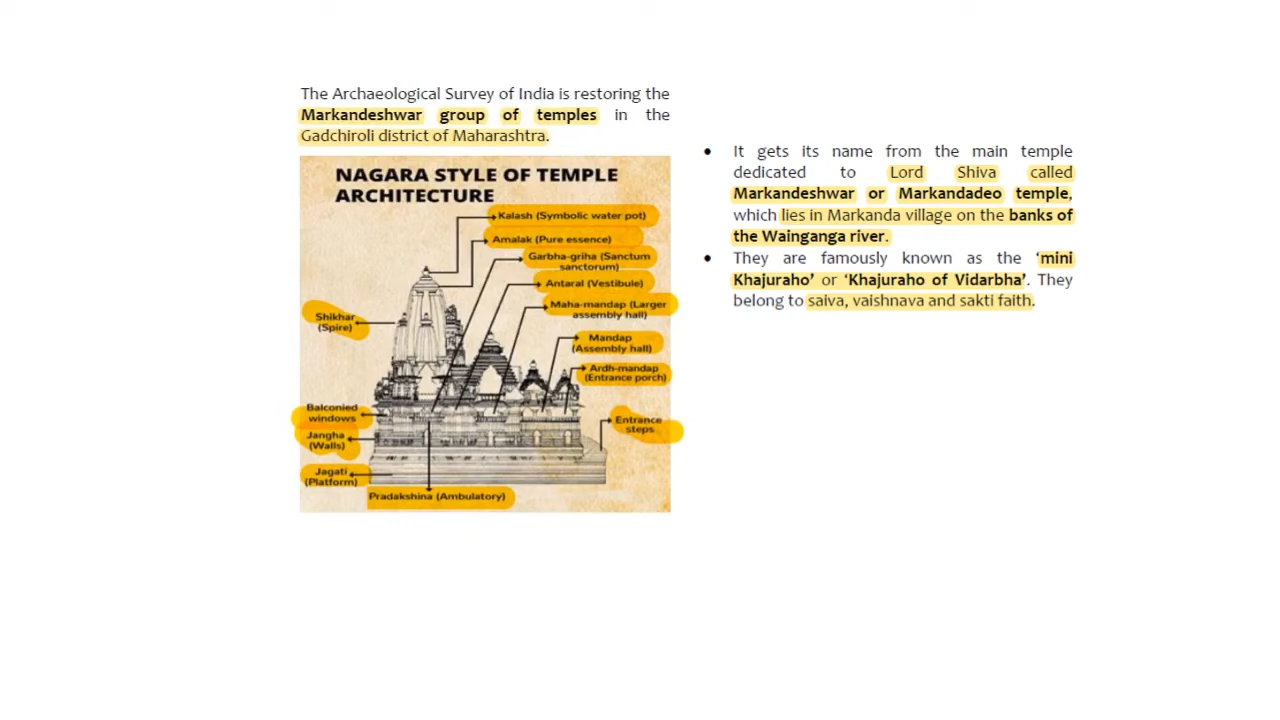 The Archaeological Survey of India is restoring the
Markandeshwar group of temples in the
Gadchiroli district of Maharashtra.
NAGARA STYLE OF TEMPLE
ARCHITECTURE
Kalash (Symbolic water pot)
Amalak (Pure essence)
Garbha-griha (Sanctum
sanctorum)
Antaral (Vestibule)
Maha-mandap (Larger
assembly hall)
Shikhar
(Spire)
Mandap
(Assembly hall)
Ardh-mandap
(Entrance porch)
Balconied
windows
Entrance
steps
Jangha
(Walls)
Jagati
(Platform)
Pradakshina (Ambulatory)
• It gets its name from the main temple
dedicated to Lord Shiva called
Markandeshwar or Markandadeo temple,
which lies in Markanda village on the banks of
the Wainganga river.
• They are famously known as the ‘mini
Khajuraho’ or ‘Khajuraho of Vidarbha’. They
belong to saiva, vaishnava and sakti faith.